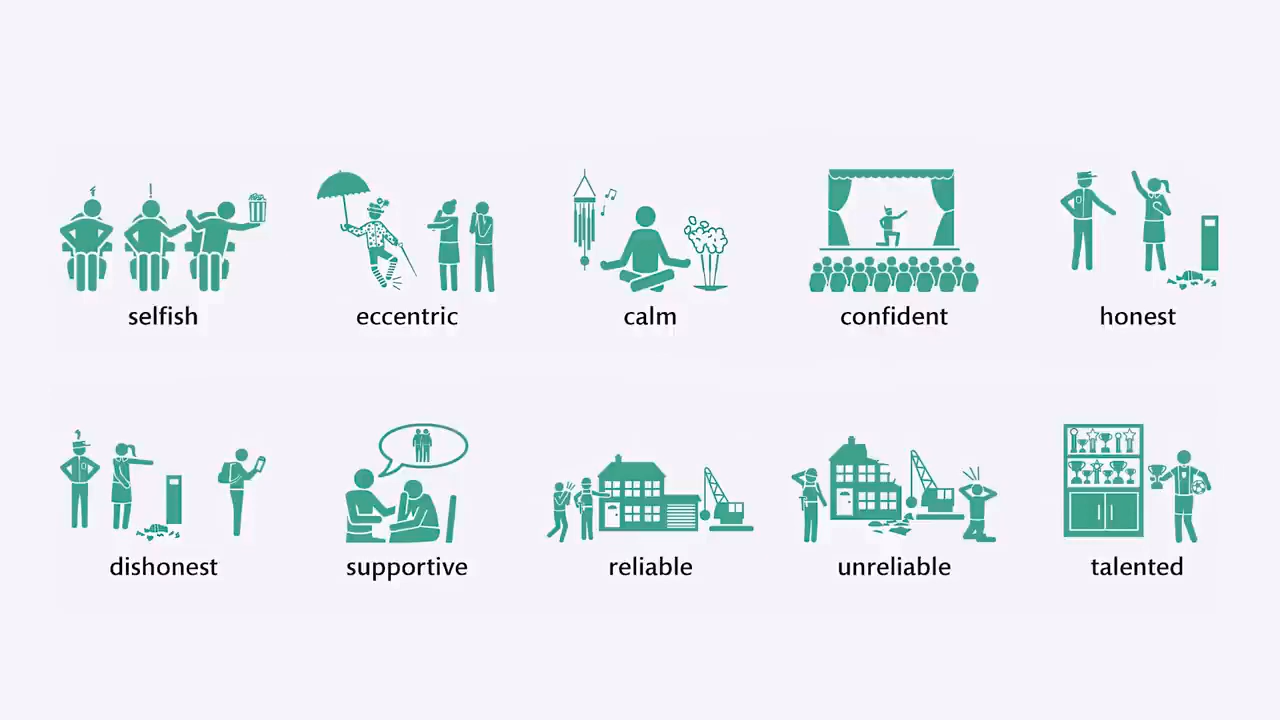 selfish
eccentric
calm
confident
honest
dishonest
supportive
reliable
unreliable
talented